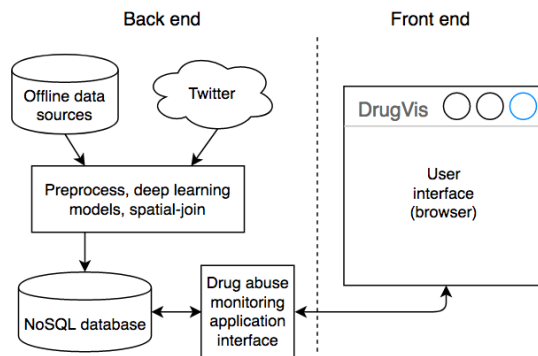 Back end
Front end
Offline data
sources
Twitter
DrugVis
Preprocess, deep learning
models, spatial-join
User
interface
(browser)
NoSQL database
Drug abuse
monitoring
application
interface